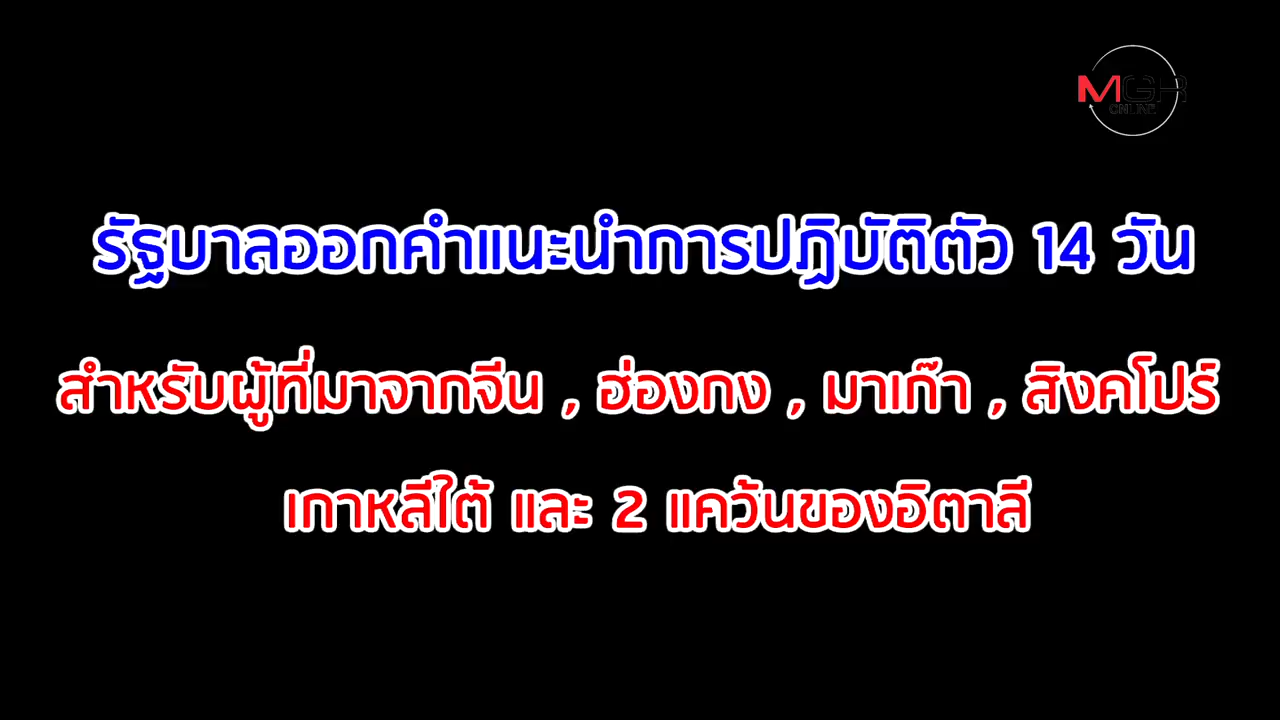 MGR
ONLINE
รัฐบาลออกคำแนะนำการปฏิบัติตัว 14 วัน
สำหรับผู้ที่มาจากจีน , ฮ่องกง , มาเก๊า , สิงคโปร์
เกาหลีใต้ และ 2 แคว้นของอิตาลี